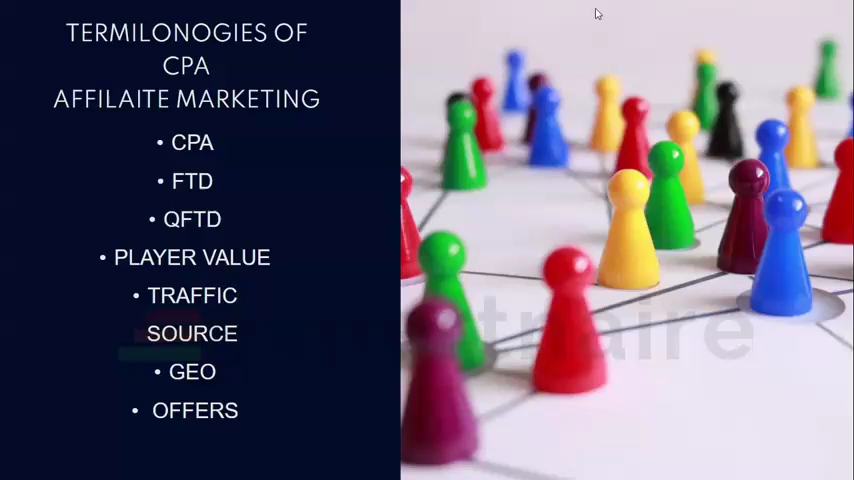 TERMILONOGIES OF
CPA
AFFILAITE MARKETING
• CPA
• FTD
• QFTD
• PLAYER VALUE
• TRAFFIC
SOURCE
• GEO
• OFFERS